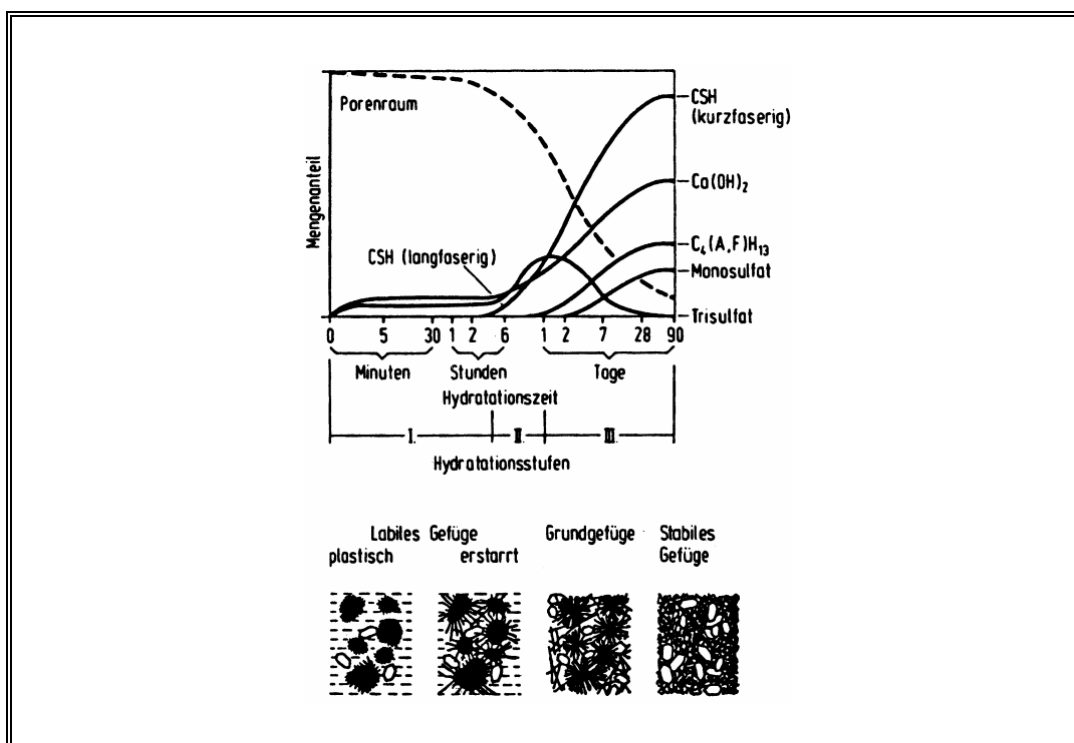 Porenraum
Mengenanteil
CSH (langfaserig)
CSH
(kurzfaserig)
Ca(OH)2
C4(A,F)H13
Monosulfat
Trisulfat
0 5 30 1 2 6 1 2 7 28 90
Minuten Stunden Tage
Hydratationszeit
I. II. III.
Hydratationsstufen
Labiles Gefüge Grundgefüge Stabiles
plastisch erstarrt Gefüge